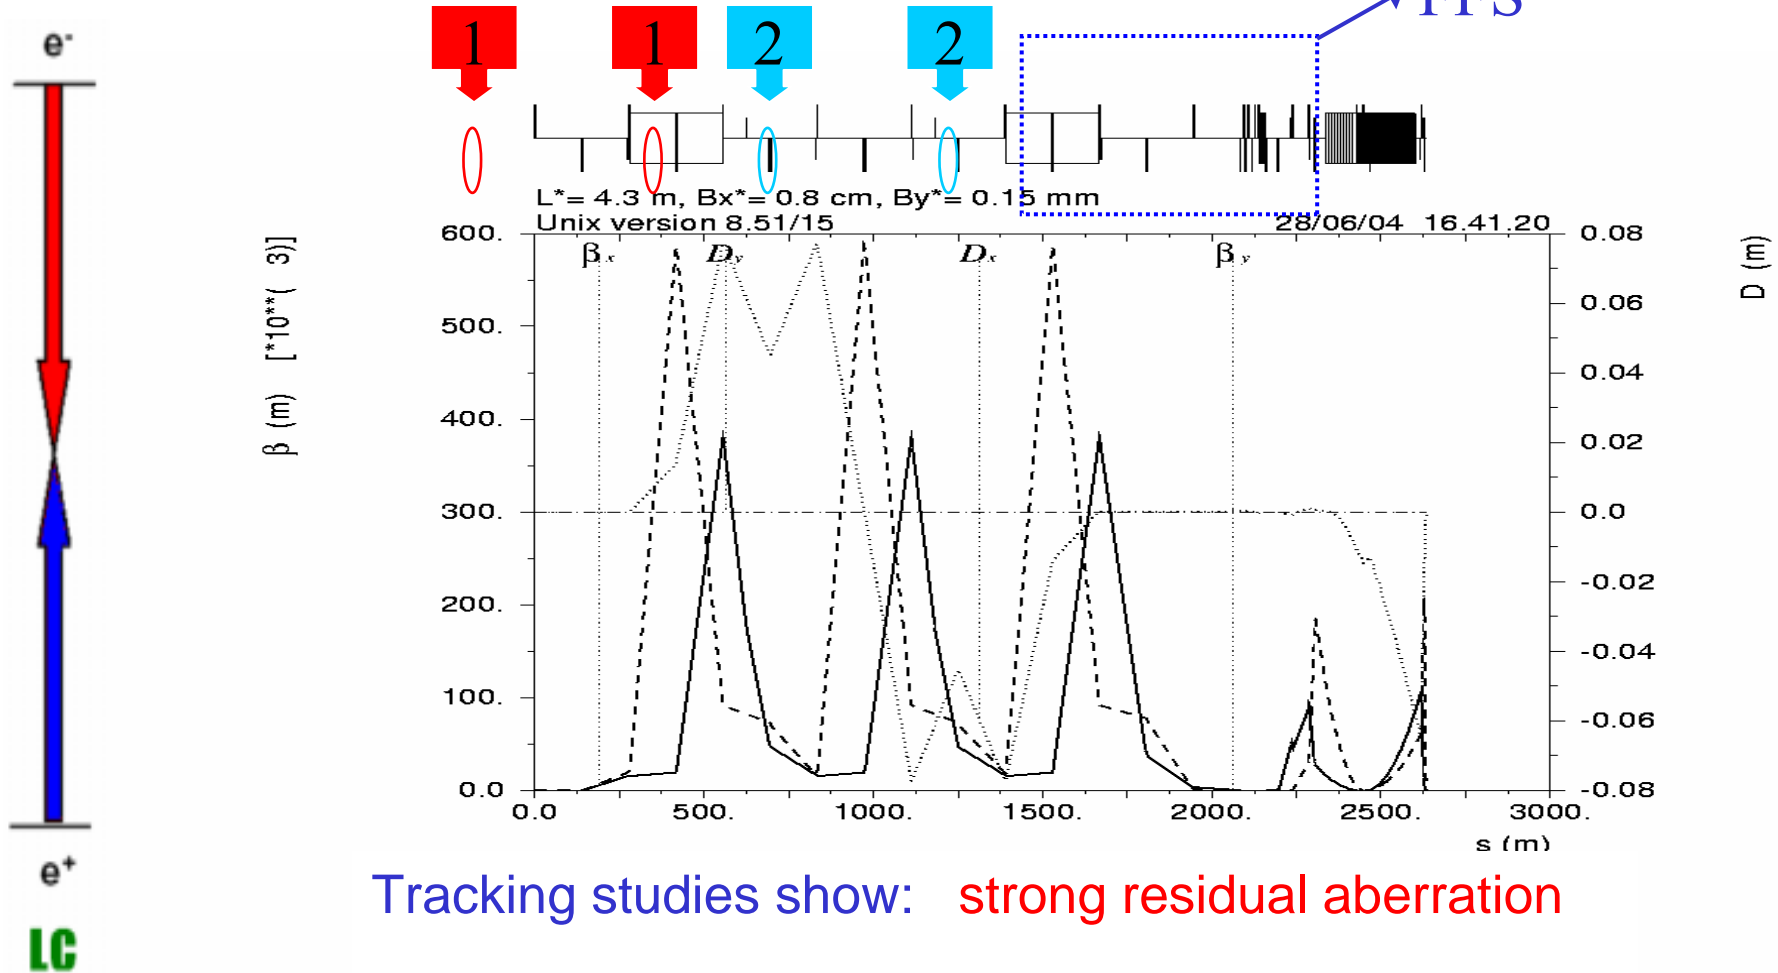 e-
1 1 2 2
FFS
L*= 4.3 m, Bx*= 0.8 cm, By*= 0.15 mm
Unix version 8.51/15 28/06/04 16.41.20
β (m) [*10**( 3)]
600.
500.
400.
300.
200.
100.
0.0
βx Dy Dx βy
0.08
0.06
0.04
0.02
0.0
-0.02
-0.04
-0.06
-0.08
D (m)
0.0 500. 1000. 1500. 2000. 2500. 3000.
s (m)
e+
LC
Tracking studies show: strong residual aberration